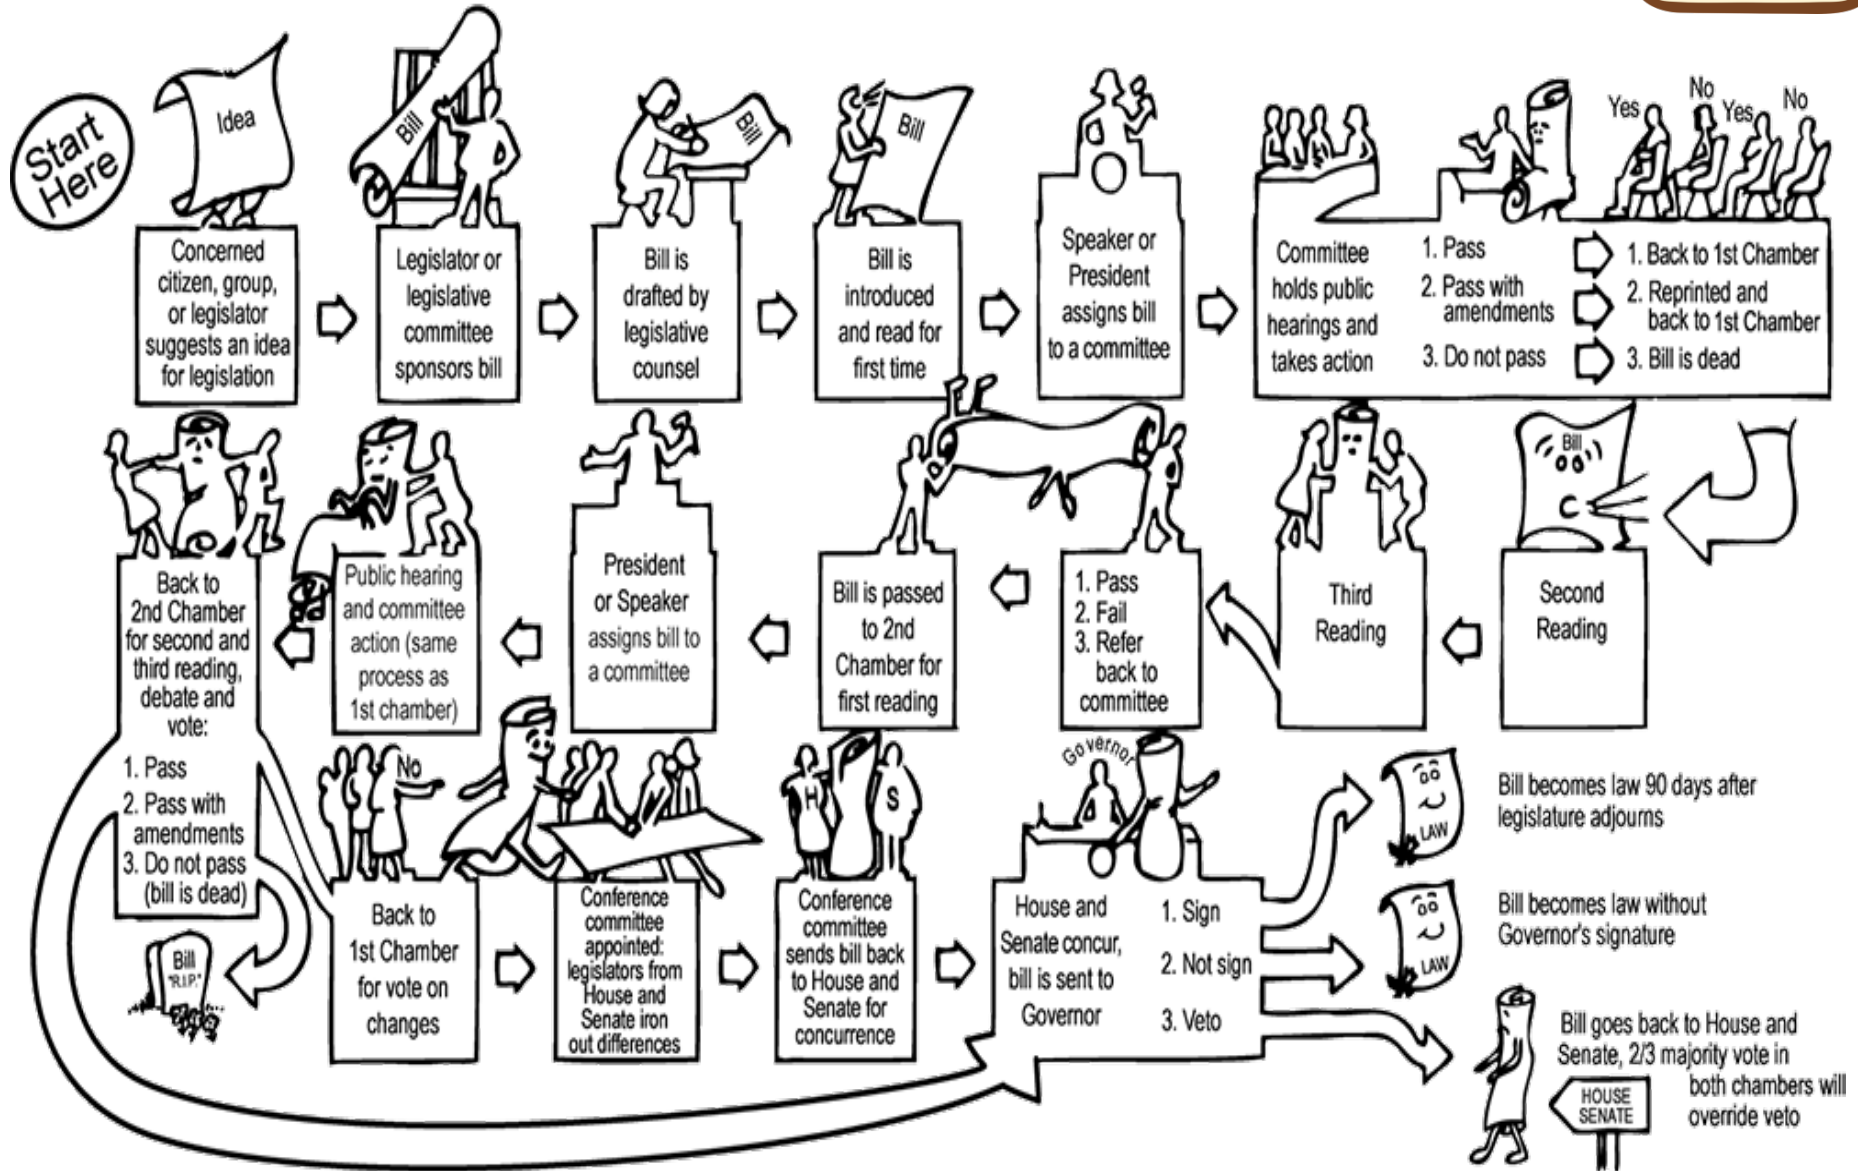 Start
Here
Idea
Concerned
citizen, group,
or legislator
suggests an idea
for legislation
Bill
Legislator or
legislative
committee
sponsors bill
Bill
Bill is
drafted by
legislative
counsel
Bill
Bill is
introduced
and read for
first time
Speaker or
President
assigns bill
to a committee
Committee
holds public
hearings and
takes action
1. Pass
2. Pass with
amendments
3. Do not pass
Yes
No
Yes
No
1. Back to 1st Chamber
2. Reprinted and
back to 1st Chamber
3. Bill is dead
Bill
Second
Reading
Third
Reading
1. Pass
2. Fail
3. Refer
back to
committee
Bill is passed
to 2nd
Chamber for
first reading
President
or Speaker
assigns bill to
a committee
Public hearing
and committee
action (same
process as
1st chamber)
Back to
2nd Chamber
for second and
third reading,
debate and
vote:
1. Pass
2. Pass with
amendments
3. Do not pass
(bill is dead)
Bill
"R.I.P."
No
Back to
1st Chamber
for vote on
changes
Conference
committee
appointed:
legislators from
House and
Senate iron
out differences
H
S
Conference
committee
sends bill back
to House and
Senate for
concurrence
Governor
House and
Senate concur,
bill is sent to
Governor
1. Sign
2. Not sign
3. Veto
LAW
Bill becomes law 90 days after
legislature adjourns
LAW
Bill becomes law without
Governor's signature
Bill goes back to House and
Senate, 2/3 majority vote in
both chambers will
override veto
HOUSE
SENATE